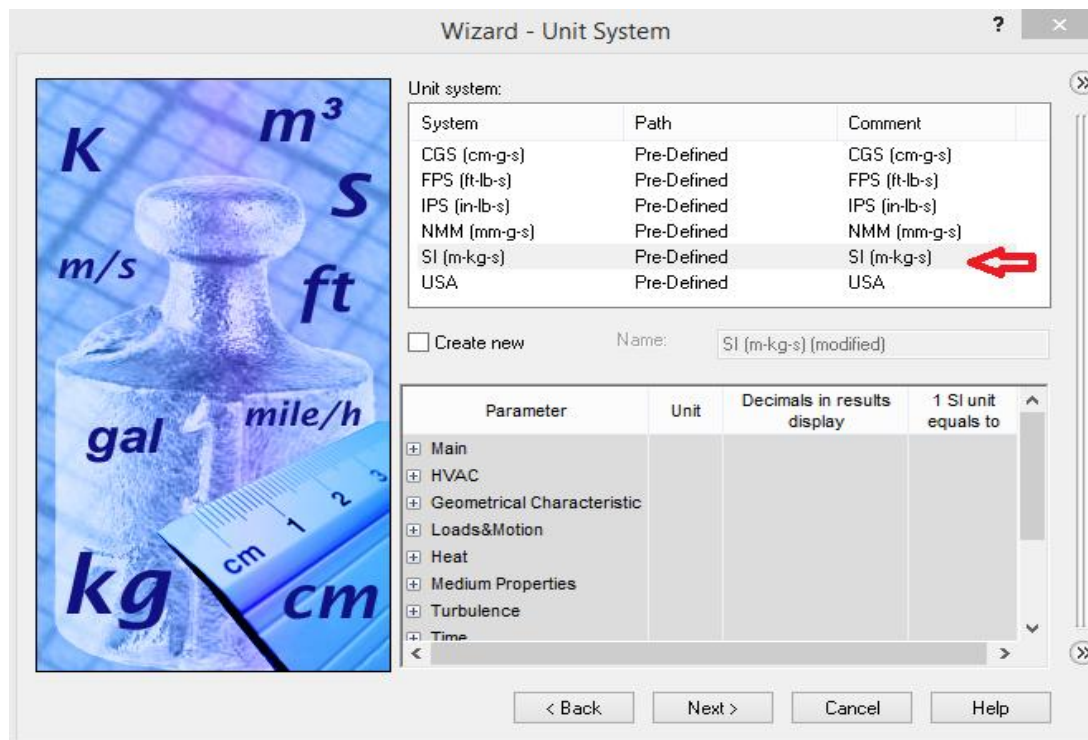 Wizard - Unit System
?
K
m³
s
m/s
ft
gal
mile/h
kg
cm
1
2
3
cm
Unit system:
System Path Comment
CGS (cm-g-s) Pre-Defined CGS (cm-g-s)
FPS (ft-lb-s) Pre-Defined FPS (ft-lb-s)
IPS (in-lb-s) Pre-Defined IPS (in-lb-s)
NMM (mm-g-s) Pre-Defined NMM (mm-g-s)
SI (m-kg-s) Pre-Defined SI (m-kg-s)
USA Pre-Defined USA
Create new Name: SI (m-kg-s) (modified)
Parameter Unit Decimals in results display 1 SI unit equals to
Main
HVAC
Geometrical Characteristic
Loads&Motion
Heat
Medium Properties
Turbulence
Time
< Back Next > Cancel Help